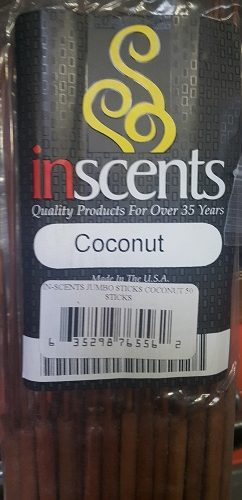 inscents
Quality Products For Over 35 Years
Coconut
Made In The U.S.A.
IN-SCENTS JUMBO STICKS COCONUT 50
STICKS
6 35298 76556 2